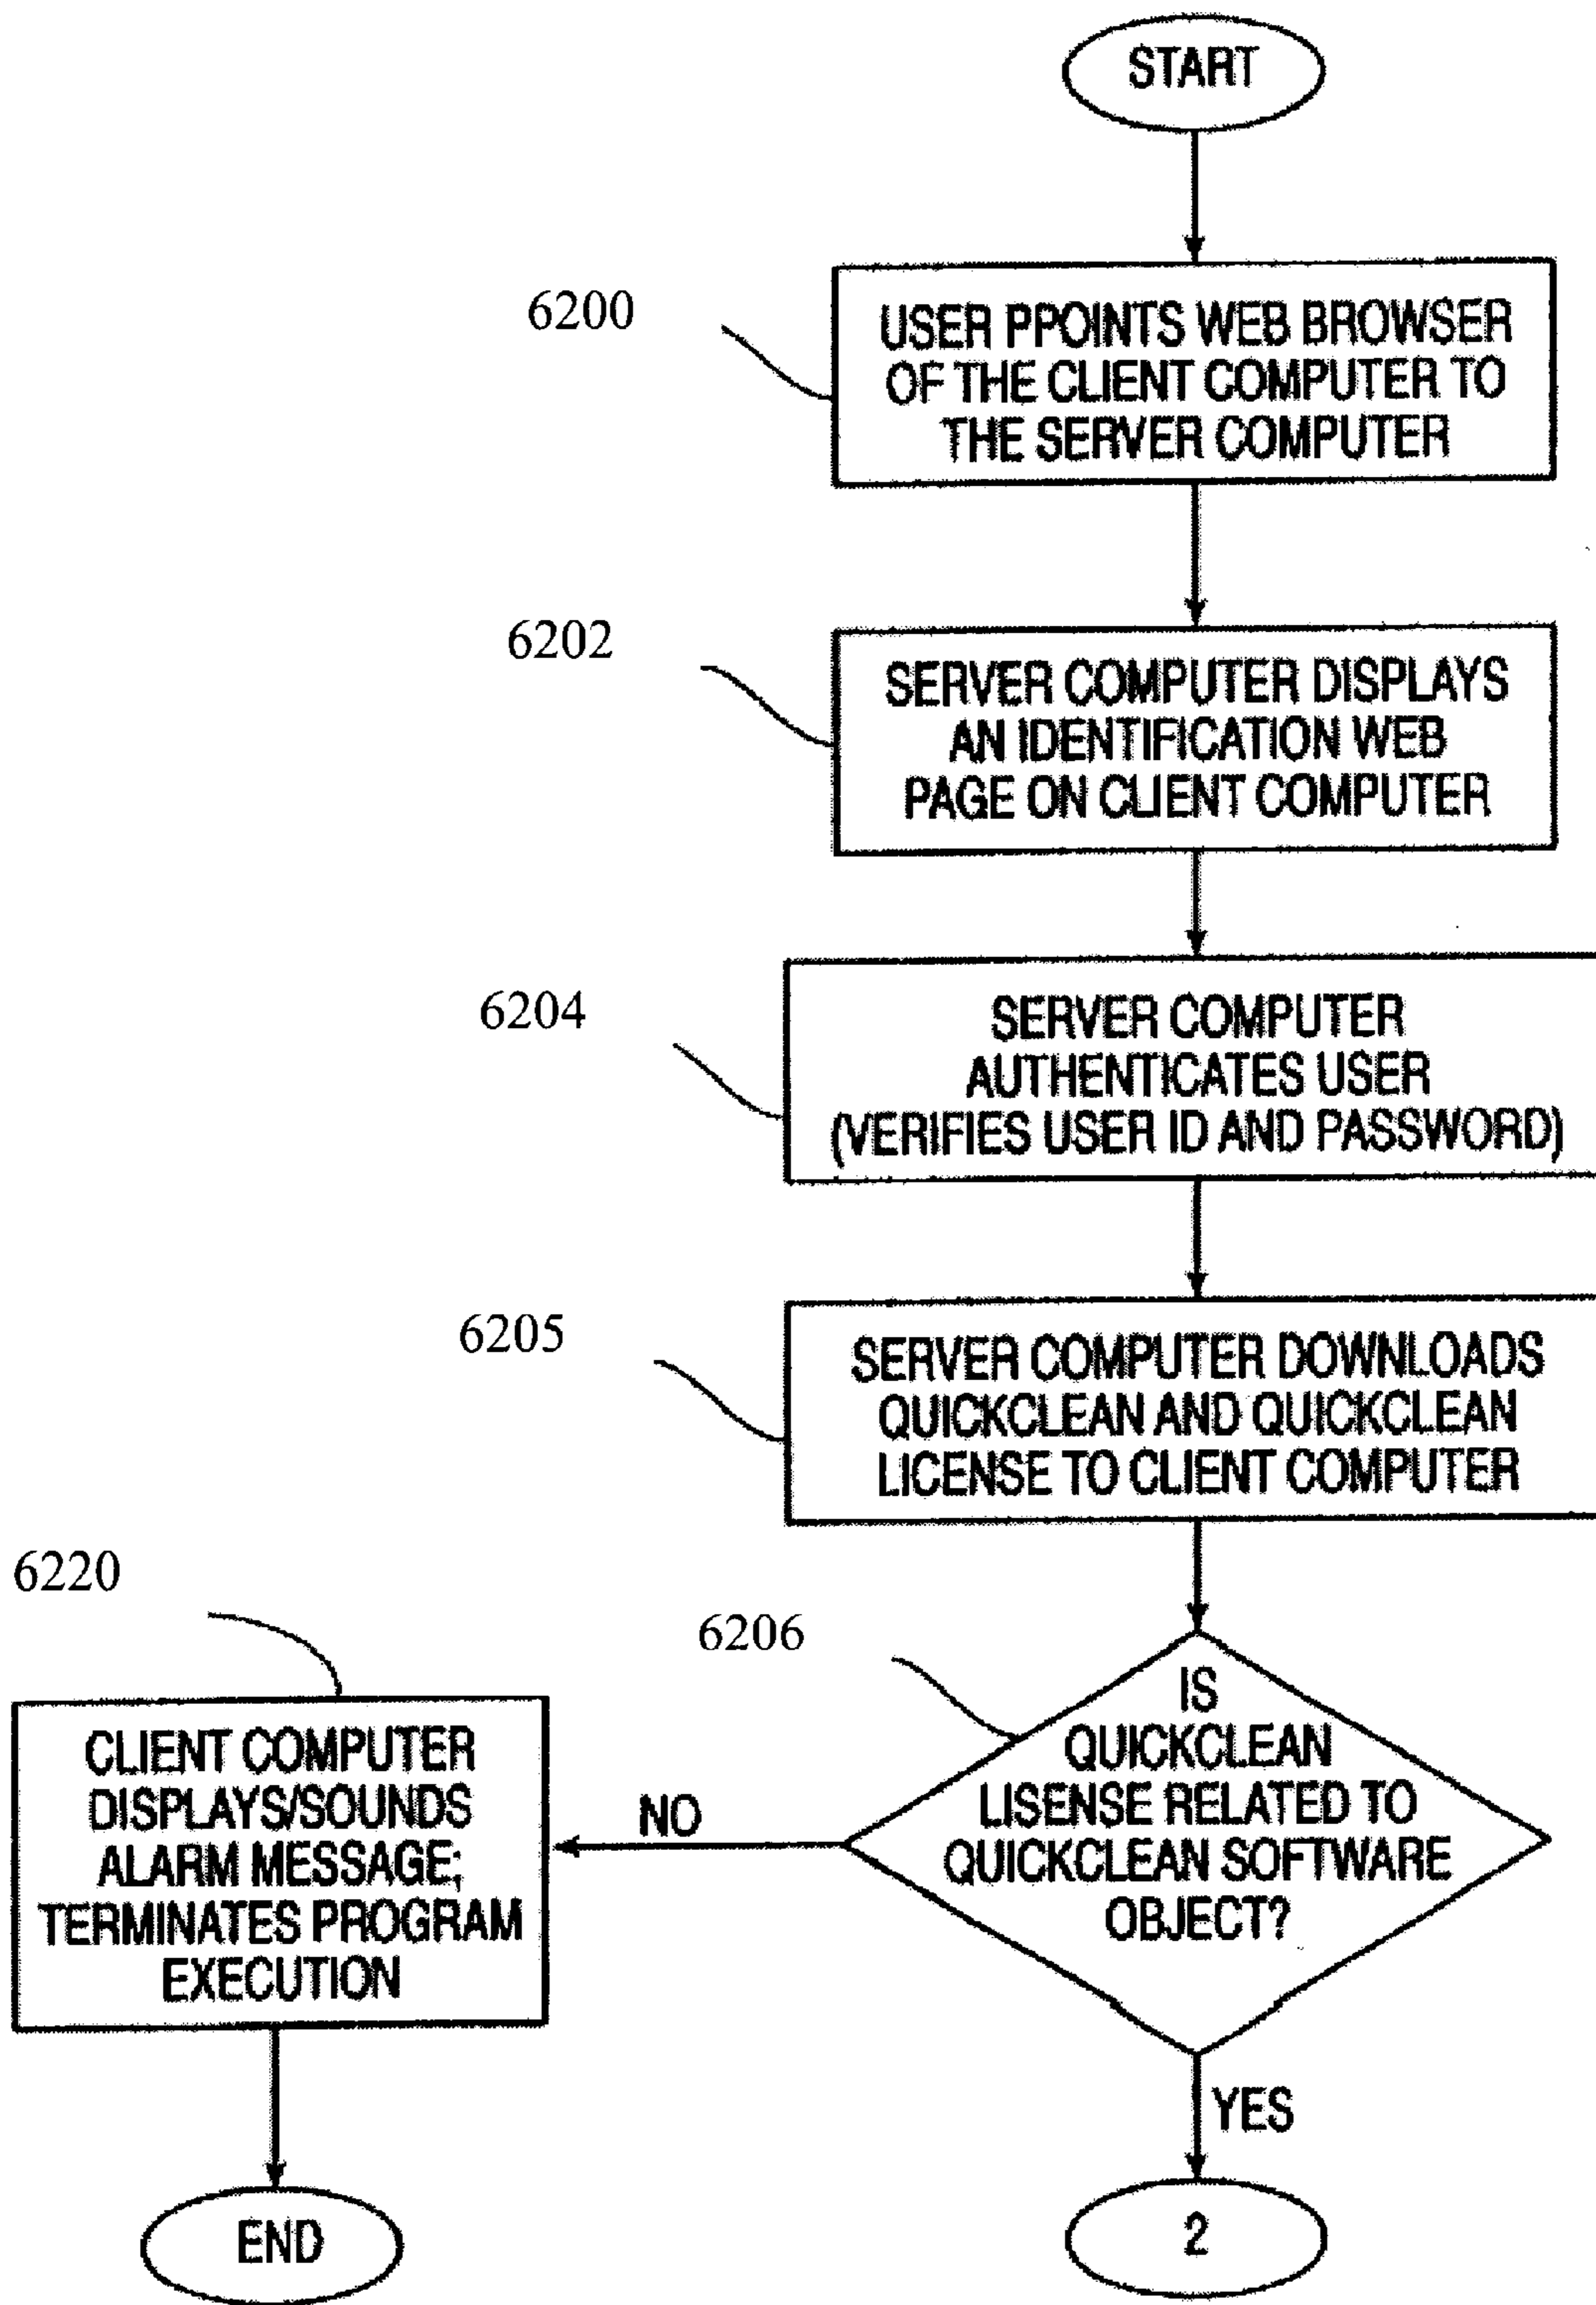 START
6200
USER PPOINTS WEB BROWSER
OF THE CLIENT COMPUTER TO
THE SERVER COMPUTER
6202
SERVER COMPUTER DISPLAYS
AN IDENTIFICATION WEB
PAGE ON CLIENT COMPUTER
6204
SERVER COMPUTER
AUTHENTICATES USER
(VERIFIES USER ID AND PASSWORD)
6205
SERVER COMPUTER DOWNLOADS
QUICKCLEAN AND QUICKCLEAN
LICENSE TO CLIENT COMPUTER
6206
IS
QUICKCLEAN
LISENSE RELATED TO
QUICKCLEAN SOFTWARE
OBJECT?
NO
6220
CLIENT COMPUTER
DISPLAYS/SOUNDS
ALARM MESSAGE;
TERMINATES PROGRAM
EXECUTION
END
YES
2